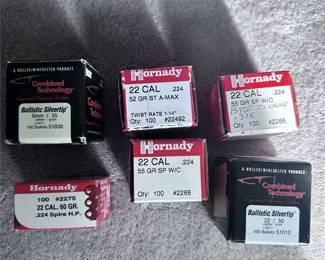 A NOSLER/WINCHESTER PRODUCT
Combined
Technology
Ballistic Silvertip
6mm / 55
100 Bullets 51030
Hornady
22 CAL .224
52 GR BT A-MAX
TWIST RATE 1-14"
Qty: 100 #22492
Hornady
22 CAL .224
55 GR SP W/C
Qty: 100 #2266
Hornady
100 #2275
22 CAL. 60 GR.
.224 Spire H.P.
Hornady
22 CAL .224
55 GR SP W/C
Qty: 100 #2266
A NOSLER/WINCHESTER PRODUCT
Combined
Technology
Ballistic Silvertip
22 / 50
100 Bullets 51010